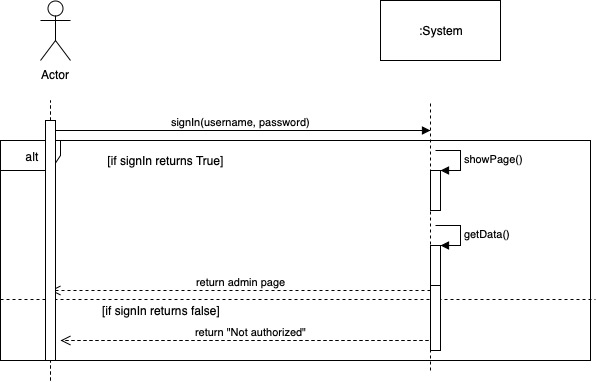 :System
Actor
signIn(username, password)
alt
[if signIn returns True]
showPage()
getData()
return admin page
[if signIn returns false]
return "Not authorized"